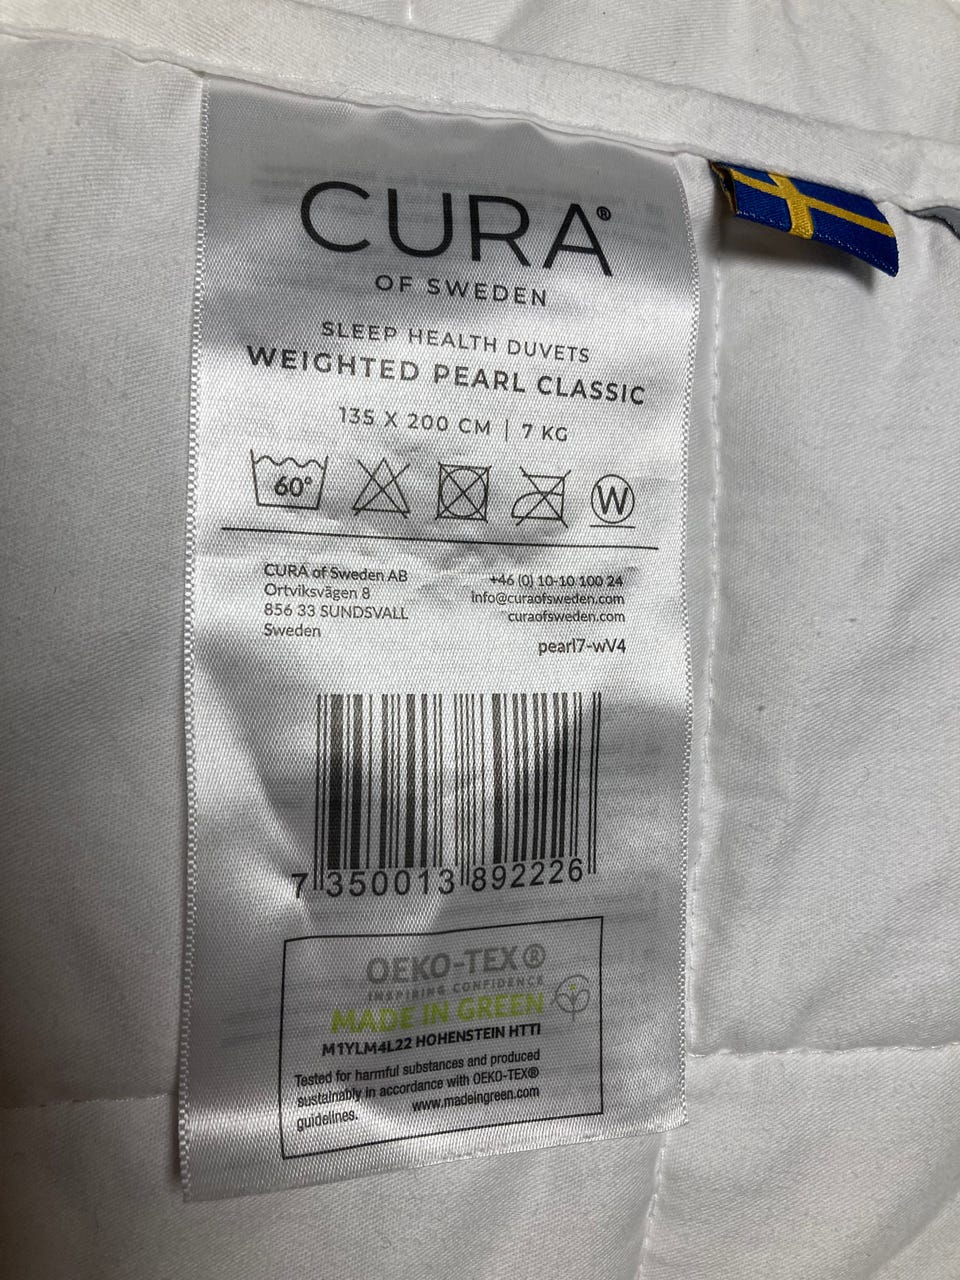 CURA®
OF SWEDEN
SLEEP HEALTH DUVETS
WEIGHTED PEARL CLASSIC
135 X 200 CM | 7 KG
60° W
CURA of Sweden AB
Ortviksvägen 8
856 33 SUNDSVALL
Sweden
+46 (0) 10-10 100 24
info@curaofsweden.com
curaofsweden.com
pearl7-wV4
7 350013 892226
OEKO-TEX®
INSPIRING CONFIDENCE
MADE IN GREEN
M1YLM4L22 HOHENSTEIN HTTI
Tested for harmful substances and produced
sustainably in accordance with OEKO-TEX®
guidelines. www.madeingreen.com